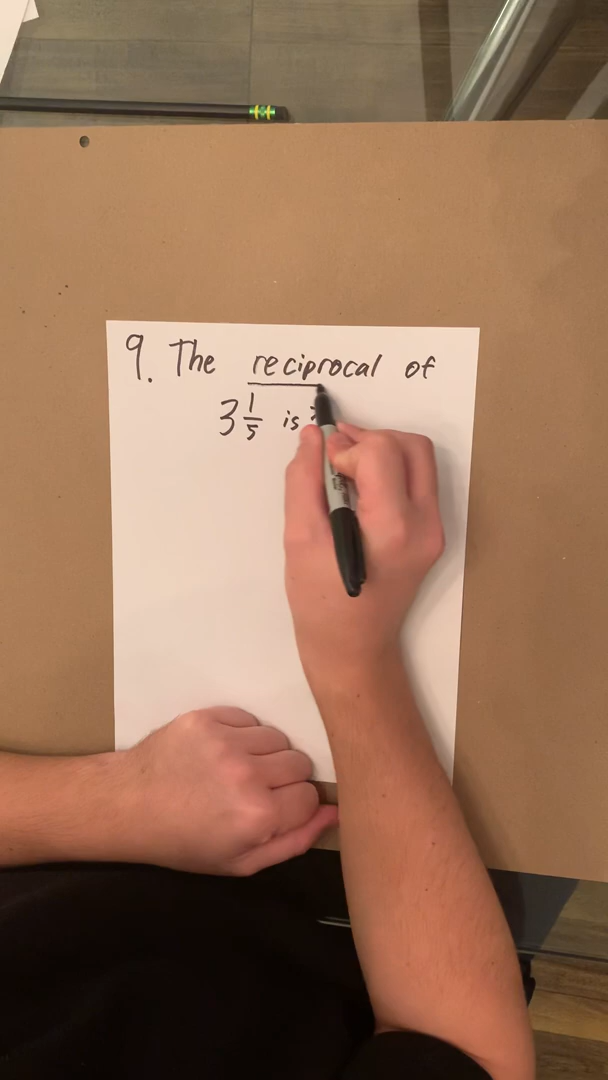 9. The reciprocal of
3 1/5 is